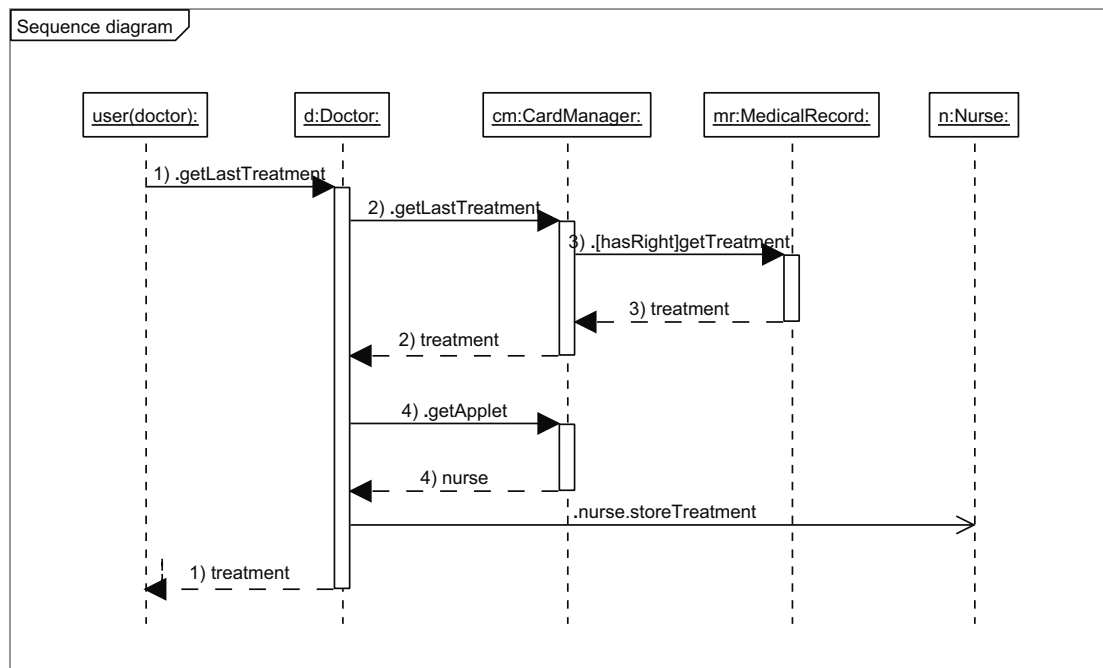 Sequence diagram
user(doctor):
d:Doctor:
cm:CardManager:
mr:MedicalRecord:
n:Nurse:
1) .getLastTreatment
2) .getLastTreatment
3) .[hasRight]getTreatment
3) treatment
2) treatment
4) .getApplet
4) nurse
.nurse.storeTreatment
1) treatment